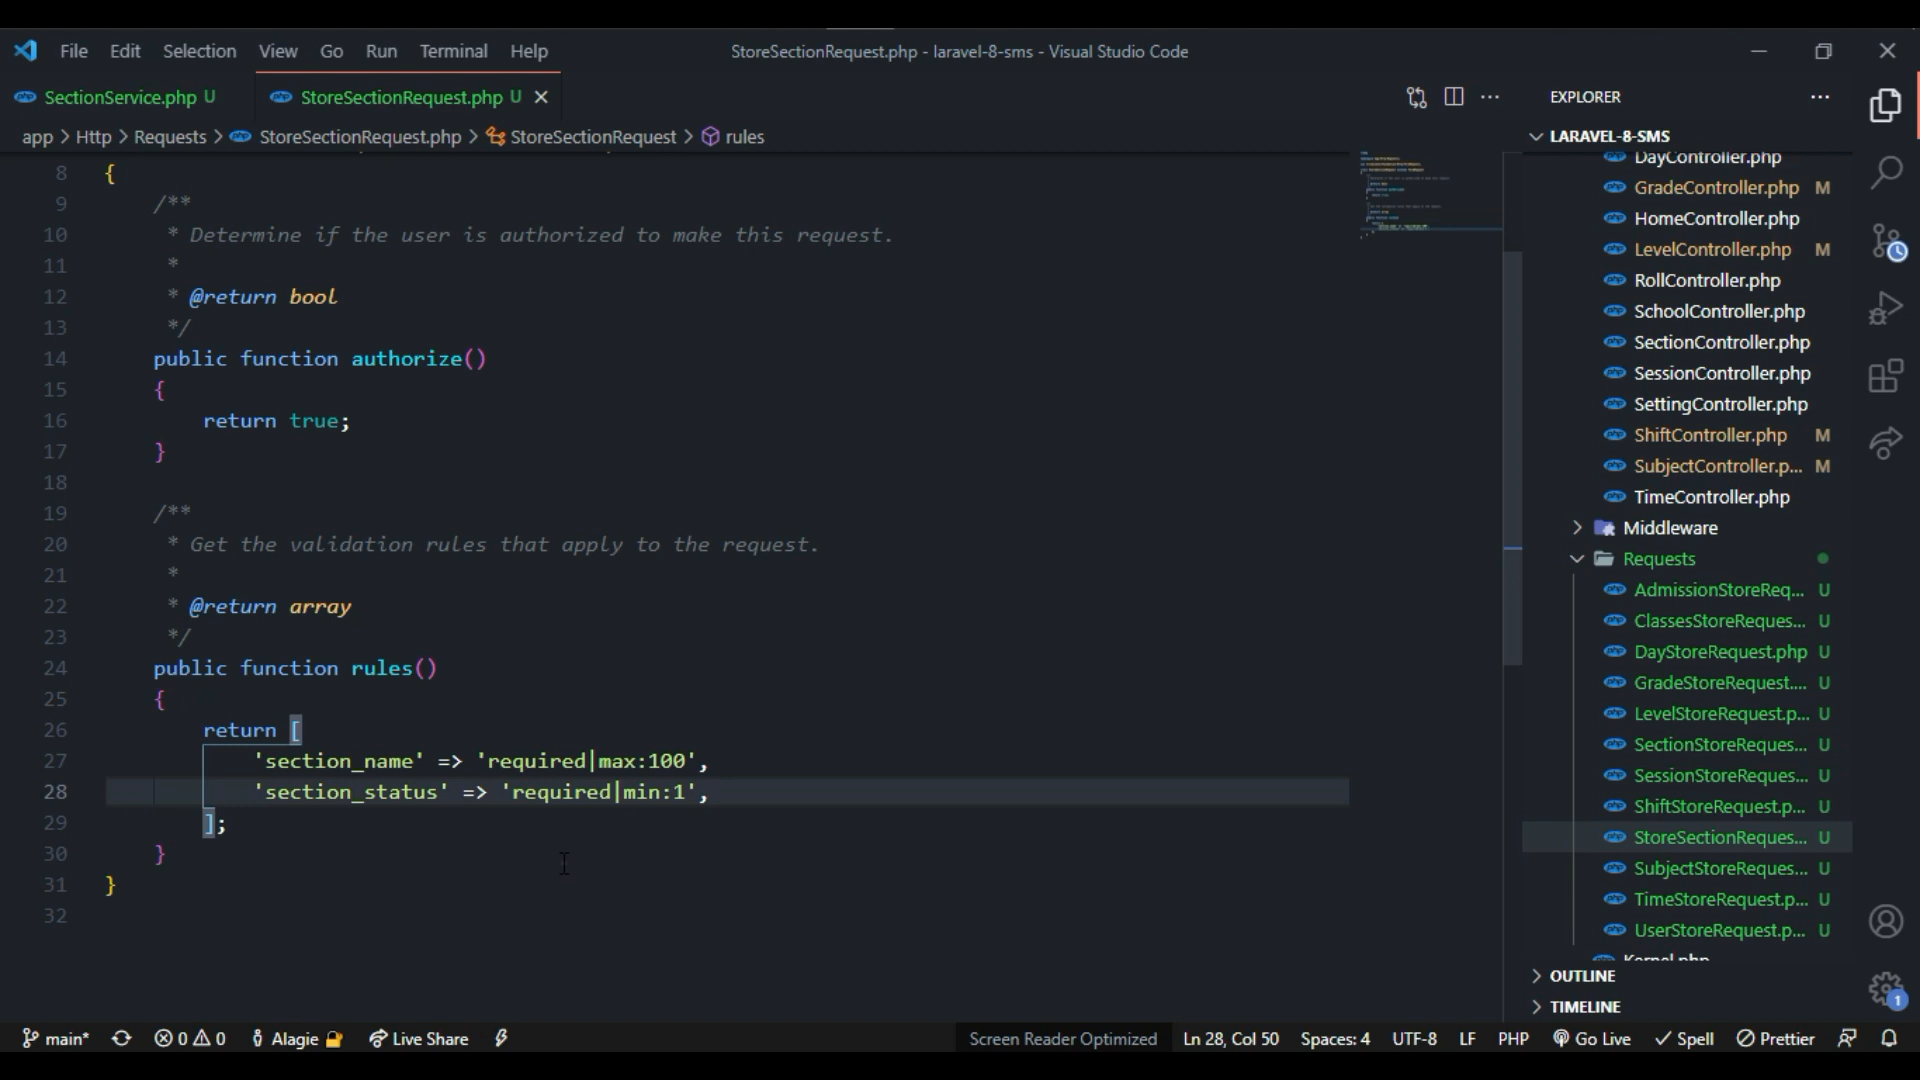 File Edit Selection View Go Run Terminal Help StoreSectionRequest.php - laravel-8-sms - Visual Studio Code
SectionService.php U StoreSectionRequest.php U
app > Http > Requests > StoreSectionRequest.php > StoreSectionRequest > rules
8 {
9 /**
10 * Determine if the user is authorized to make this request.
11 *
12 * @return bool
13 */
14 public function authorize()
15 {
16 return true;
17 }
18
19 /**
20 * Get the validation rules that apply to the request.
21 *
22 * @return array
23 */
24 public function rules()
25 {
26 return [
27 'section_name' => 'required|max:100',
28 'section_status' => 'required|min:1',
29 ];
30 }
31 }
32
EXPLORER
LARAVEL-8-SMS
DayController.php
GradeController.php M
HomeController.php
LevelController.php M
RollController.php
SchoolController.php
SectionController.php
SessionController.php
SettingController.php
ShiftController.php M
SubjectController.p... M
TimeController.php
Middleware
Requests
AdmissionStoreReq... U
ClassesStoreReques... U
DayStoreRequest.php U
GradeStoreRequest.... U
LevelStoreRequest.p... U
SectionStoreReques... U
SessionStoreReques... U
ShiftStoreRequest.p... U
StoreSectionReques... U
SubjectStoreReques... U
TimeStoreRequest.p... U
UserStoreRequest.p... U
Kernel.php
OUTLINE
TIMELINE
1
main* 0 0 Alagie Live Share Screen Reader Optimized Ln 28, Col 50 Spaces: 4 UTF-8 LF PHP Go Live Spell Prettier